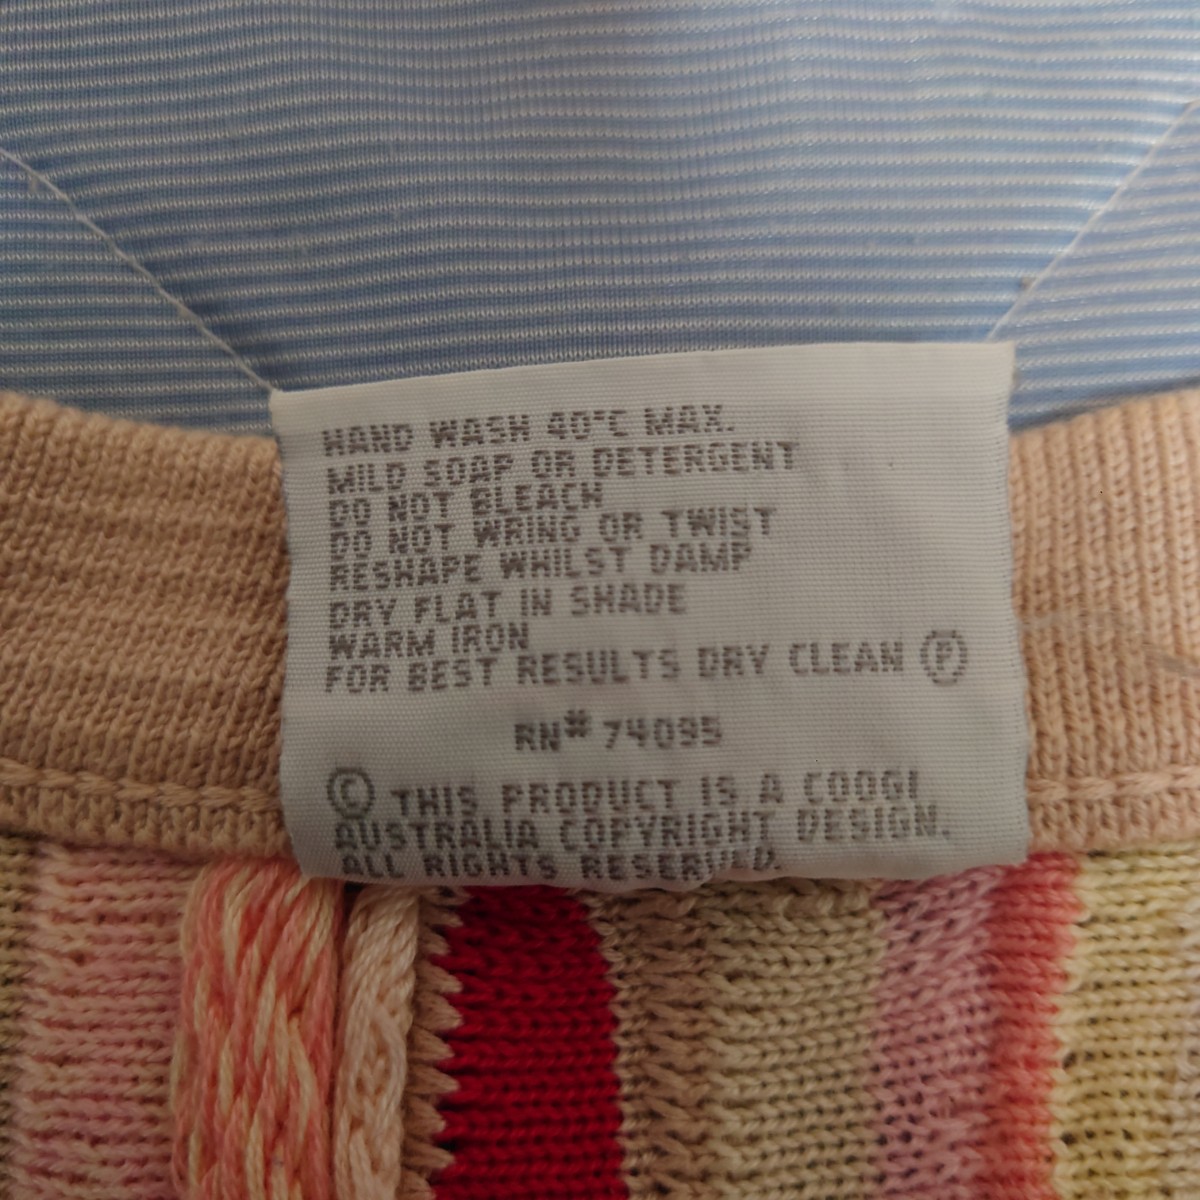 HAND WASH 40°C MAX.
MILD SOAP OR DETERGENT
DO NOT BLEACH
DO NOT WRING OR TWIST
RESHAPE WHILST DAMP
DRY FLAT IN SHADE
WARM IRON
FOR BEST RESULTS DRY CLEAN Ⓟ
RN# 74095
© THIS PRODUCT IS A COOGI
AUSTRALIA COPYRIGHT DESIGN.
ALL RIGHTS RESERVED.